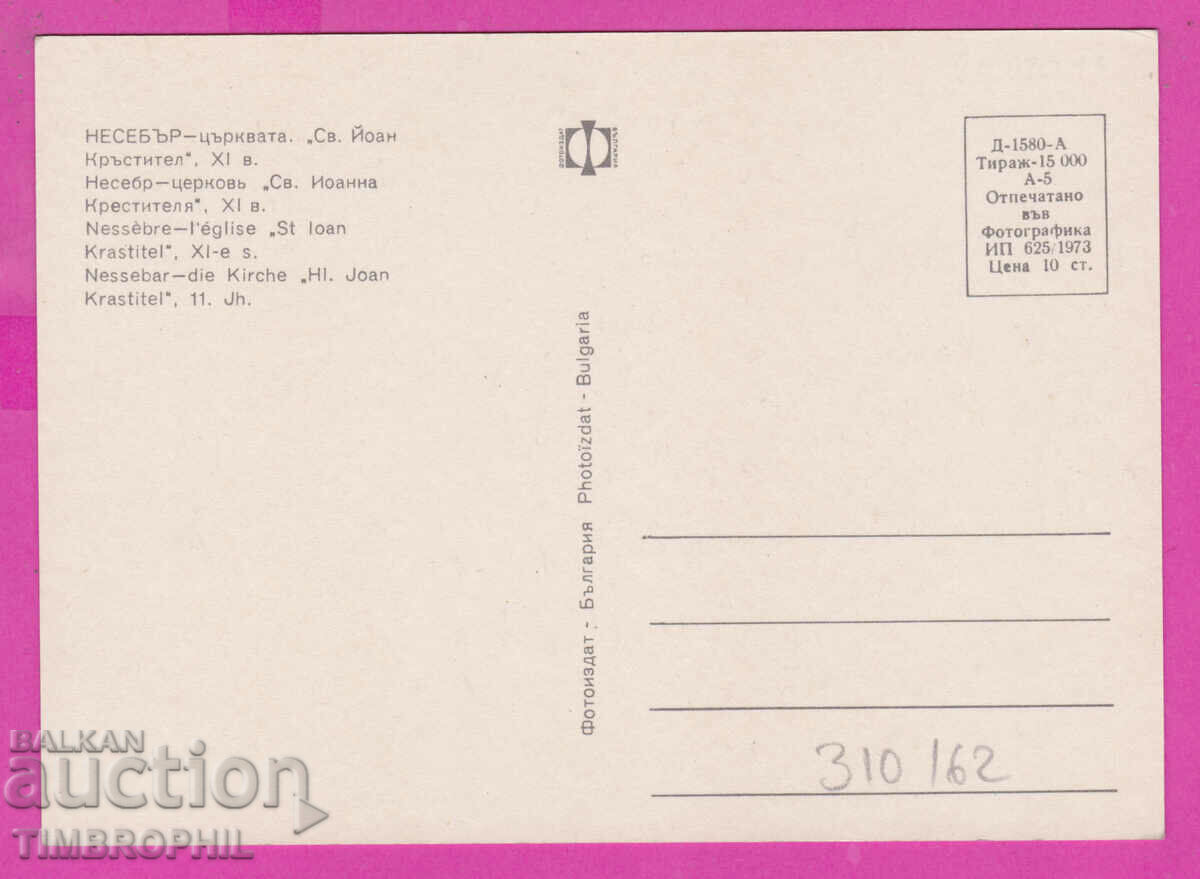 НЕСЕБЪР—църквата. „Св. Йоан
Кръстител", XI в.
Несебр—церковь „Св. Иоанна
Крестителя", XI в.
Nessèbre—l'église „St Ioan
Krastitel", XI-e s.
Nessebar—die Kirche „Hl. Joan
Krastitel", 11. Jh.
Фотоиздат - България Photoïzdat - Bulgaria
Д-1580-А
Тираж-15 000
А-5
Отпечатано
във
Фотографика
ИП 625/1973
Цена 10 ст.
310/62
BALKAN
auction
TIMBROPHIL